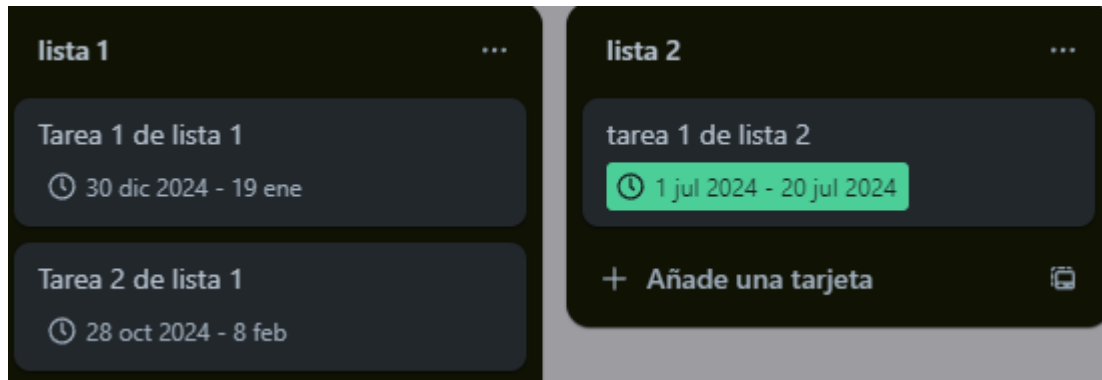 lista 1
Tarea 1 de lista 1
30 dic 2024 - 19 ene
Tarea 2 de lista 1
28 oct 2024 - 8 feb
lista 2
tarea 1 de lista 2
1 jul 2024 - 20 jul 2024
+ Añade una tarjeta